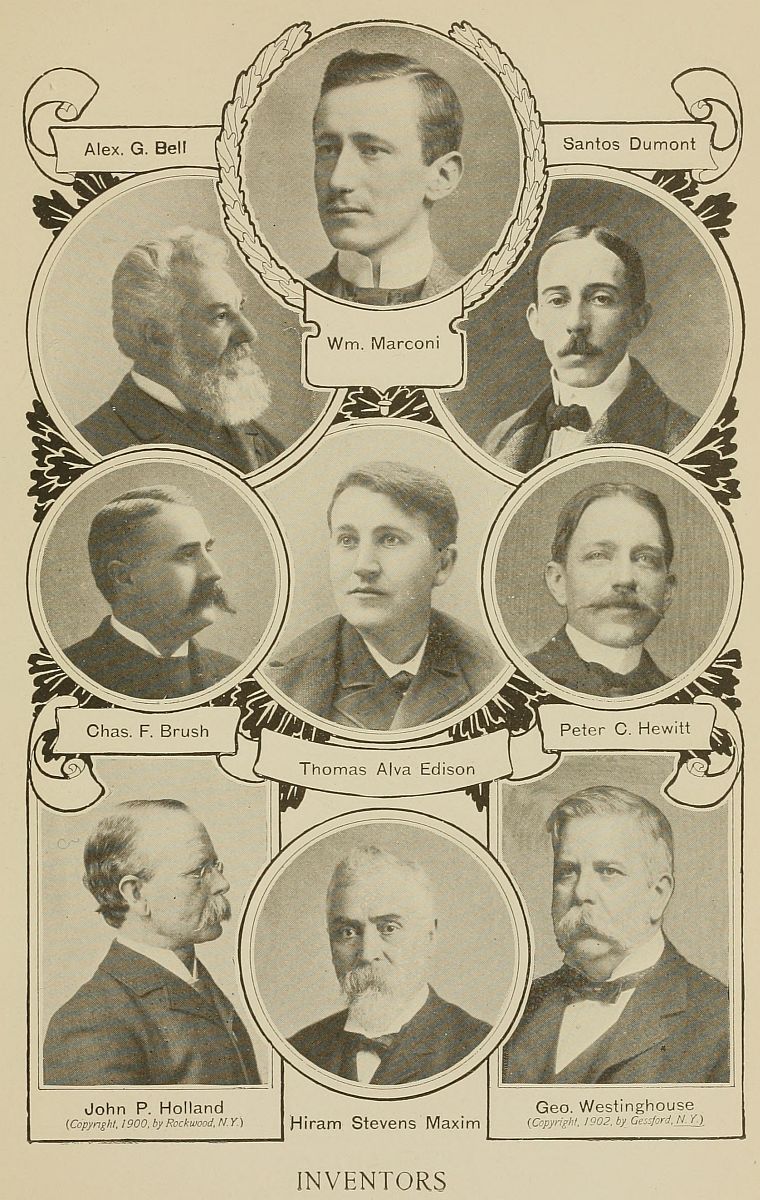 Alex. G. Bell
Santos Dumont
Wm. Marconi
Chas. F. Brush
Peter C. Hewitt
Thomas Alva Edison
John P. Holland
(Copyright, 1900, by Rockwood, N.Y.)
Hiram Stevens Maxim
Geo. Westinghouse
(Copyright, 1902, by Gessford, N.Y.)
INVENTORS